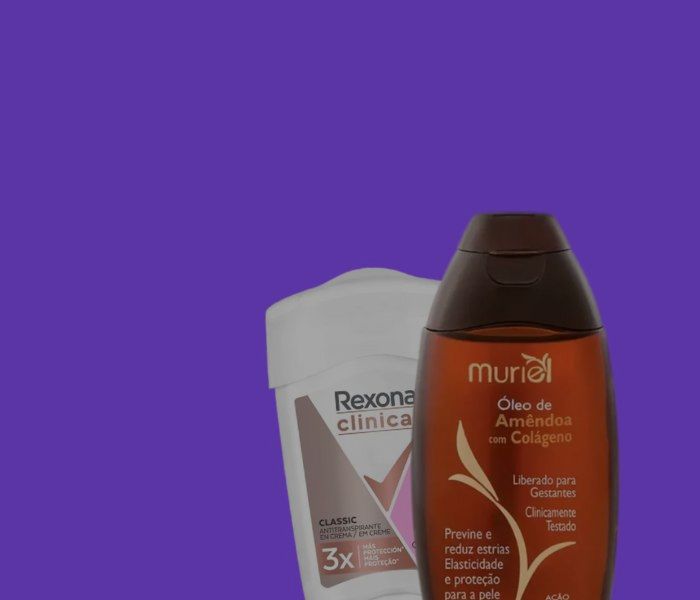 Rexona
clinical
CLASSIC
ANTITRANSPIRANTE
EN CREMA / EM CREME
3x
MÁS
PROTECCIÓN*
MAIS
PROTEÇÃO*
muriel
Óleo de
Amêndoa
com Colágeno
Liberado para
Gestantes
Clinicamente
Testado
Previne e
reduz estrias
Elasticidade
e proteção
para a pele
AÇÃO